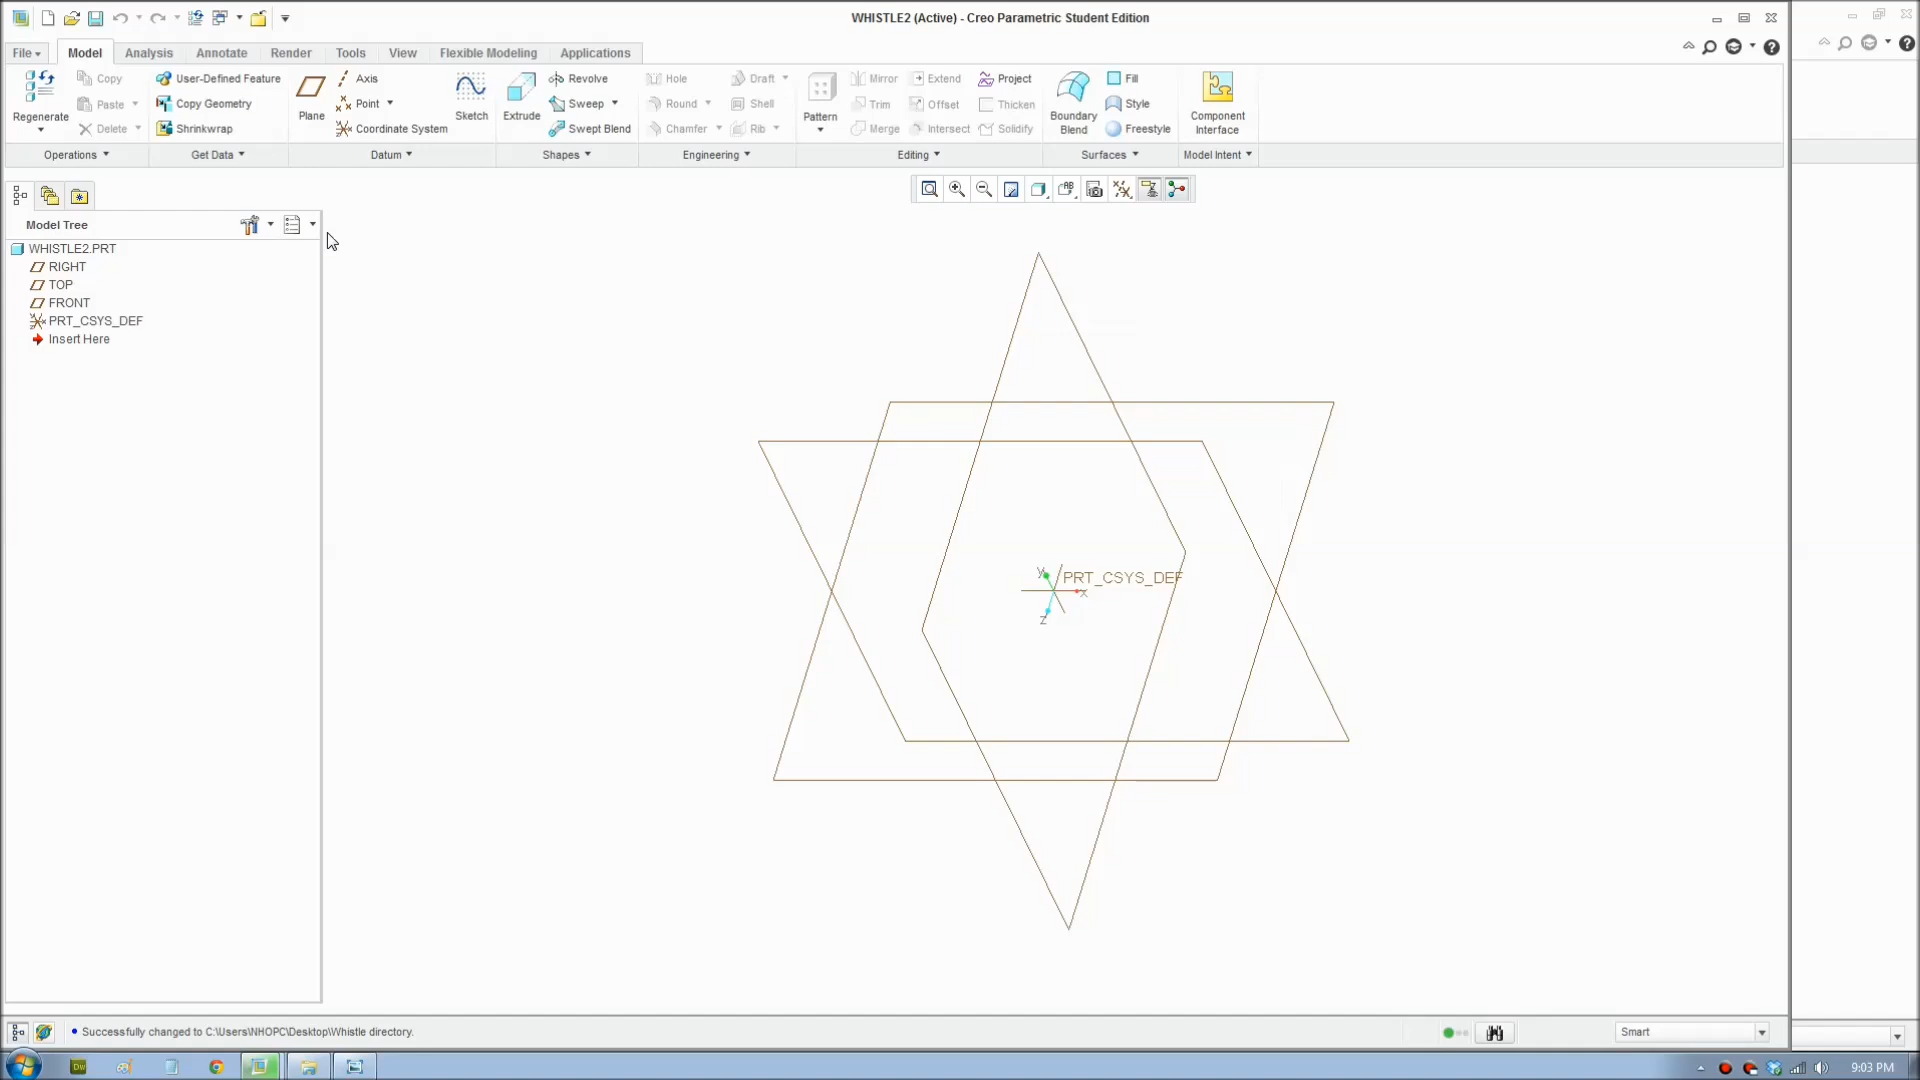 WHISTLE2 (Active) - Creo Parametric Student Edition
File Model Analysis Annotate Render Tools View Flexible Modeling Applications
Regenerate
Copy
Paste
Delete
Operations
User-Defined Feature
Copy Geometry
Shrinkwrap
Get Data
Plane
Axis
Point
Coordinate System
Sketch
Datum
Extrude
Revolve
Sweep
Swept Blend
Shapes
Hole
Round
Chamfer
Draft
Shell
Rib
Engineering
Pattern
Mirror
Trim
Merge
Extend
Offset
Intersect
Project
Thicken
Solidify
Editing
Boundary
Blend
Fill
Style
Freestyle
Surfaces
Component
Interface
Model Intent
Model Tree
WHISTLE2.PRT
RIGHT
TOP
FRONT
PRT_CSYS_DEF
Insert Here
y
PRT_CSYS_DEF
x
z
Successfully changed to C:\Users\NHOPC\Desktop\Whistle directory.
Smart
Dw
9:03 PM